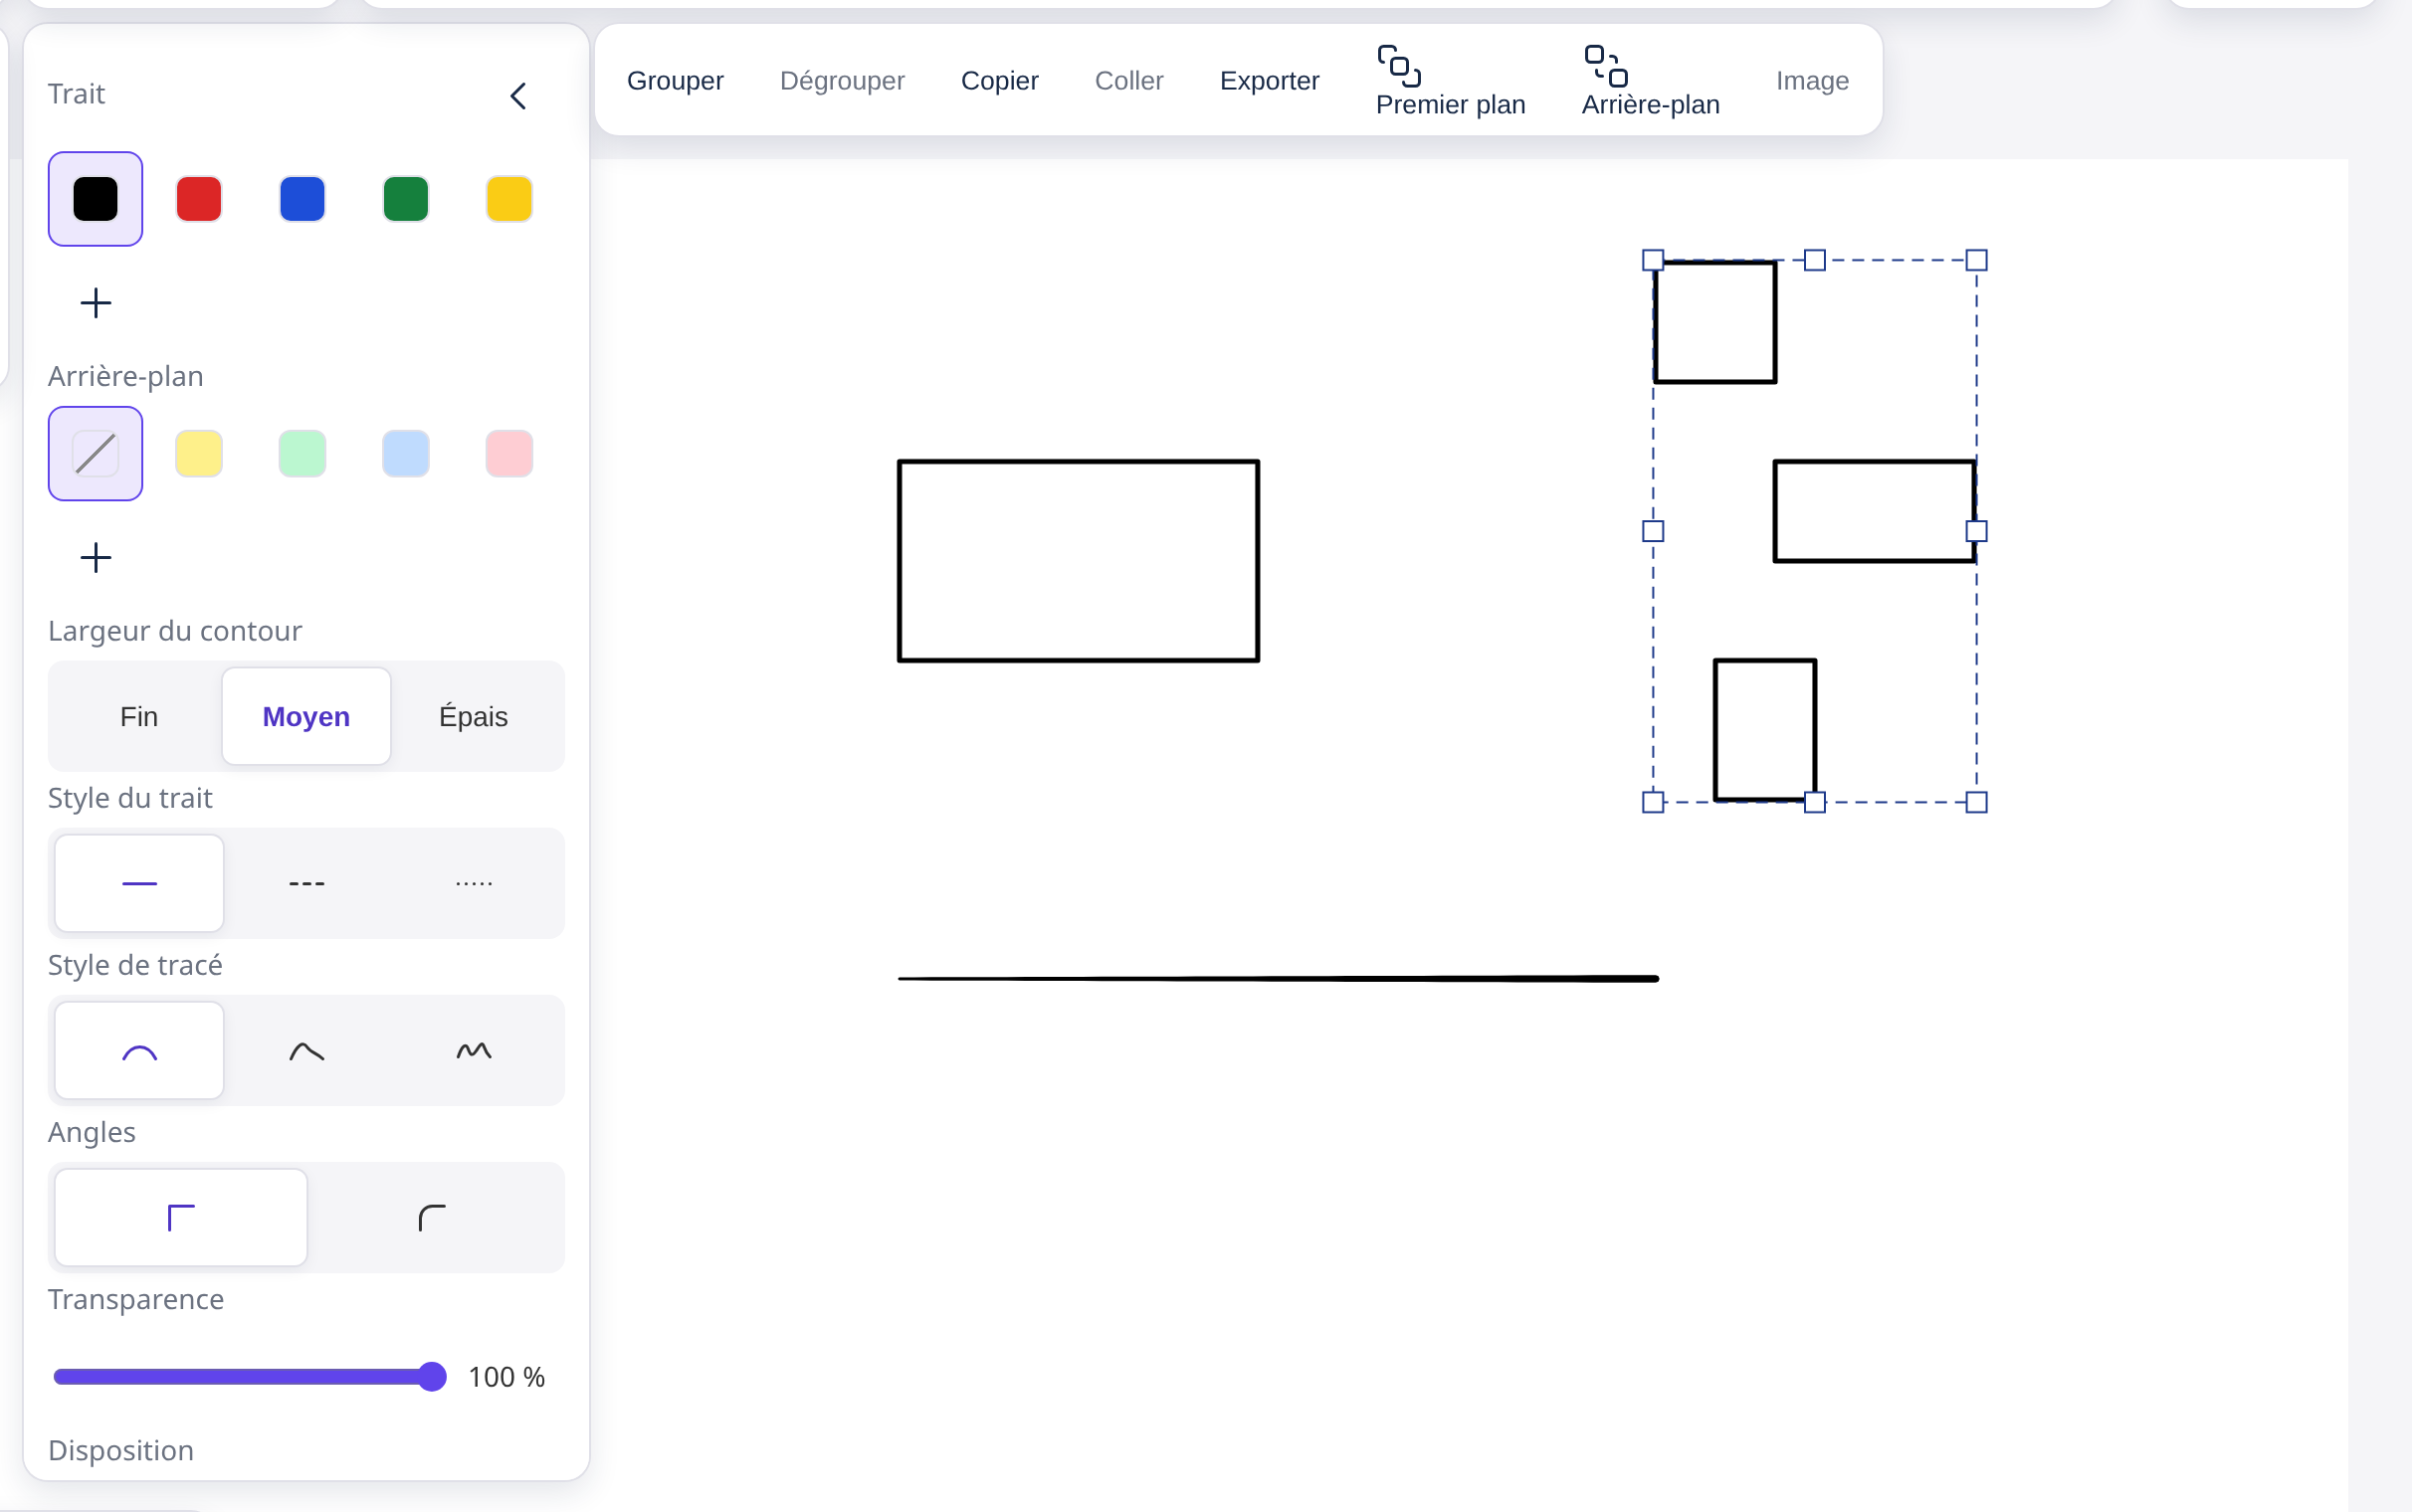 Trait
Grouper Dégrouper Copier Coller Exporter Premier plan Arrière-plan Image
Arrière-plan
Largeur du contour
Fin Moyen Épais
Style du trait
Style de tracé
Angles
Transparence
100 %
Disposition